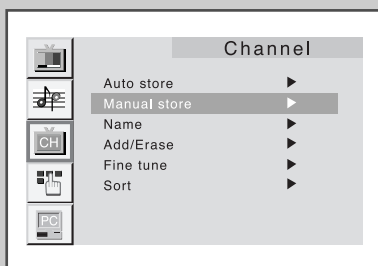 Channel
Auto store ▶
Manual store ▶
Name ▶
CH
Add/Erase ▶
Fine tune ▶
Sort ▶
PC